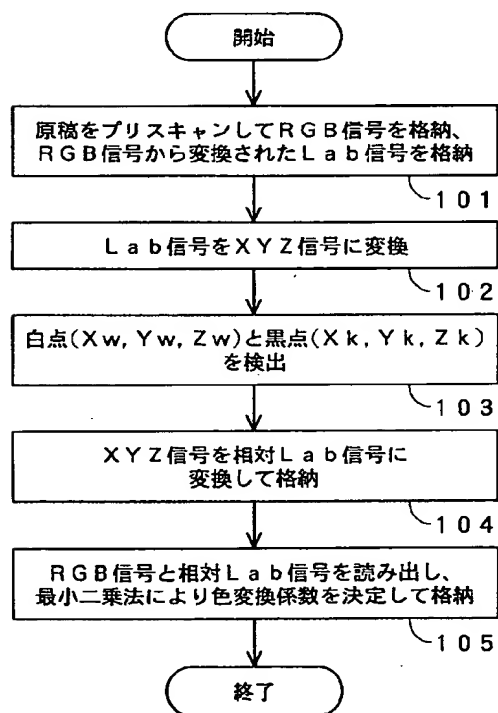 開始
原稿をプリスキャンしてRGB信号を格納、
RGB信号から変換されたLab信号を格納
101
Lab信号をXYZ信号に変換
102
白点(Xw, Yw, Zw)と黒点(Xk, Yk, Zk)
を検出
103
XYZ信号を相対Lab信号に
変換して格納
104
RGB信号と相対Lab信号を読み出し、
最小二乗法により色変換係数を決定して格納
105
終了